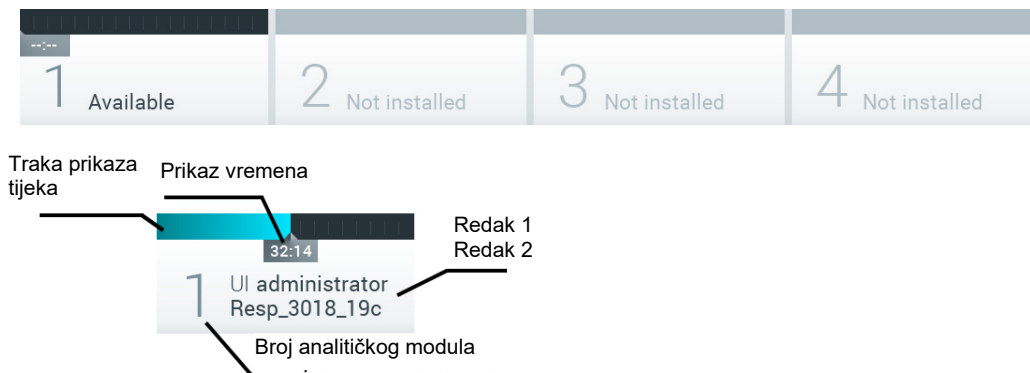 --:--
1 Available
2 Not installed
3 Not installed
4 Not installed
Traka prikaza
tijeka
Prikaz vremena
Redak 1
Redak 2
32:14
1 UI administrator
Resp_3018_19c
Broj analitičkog modula